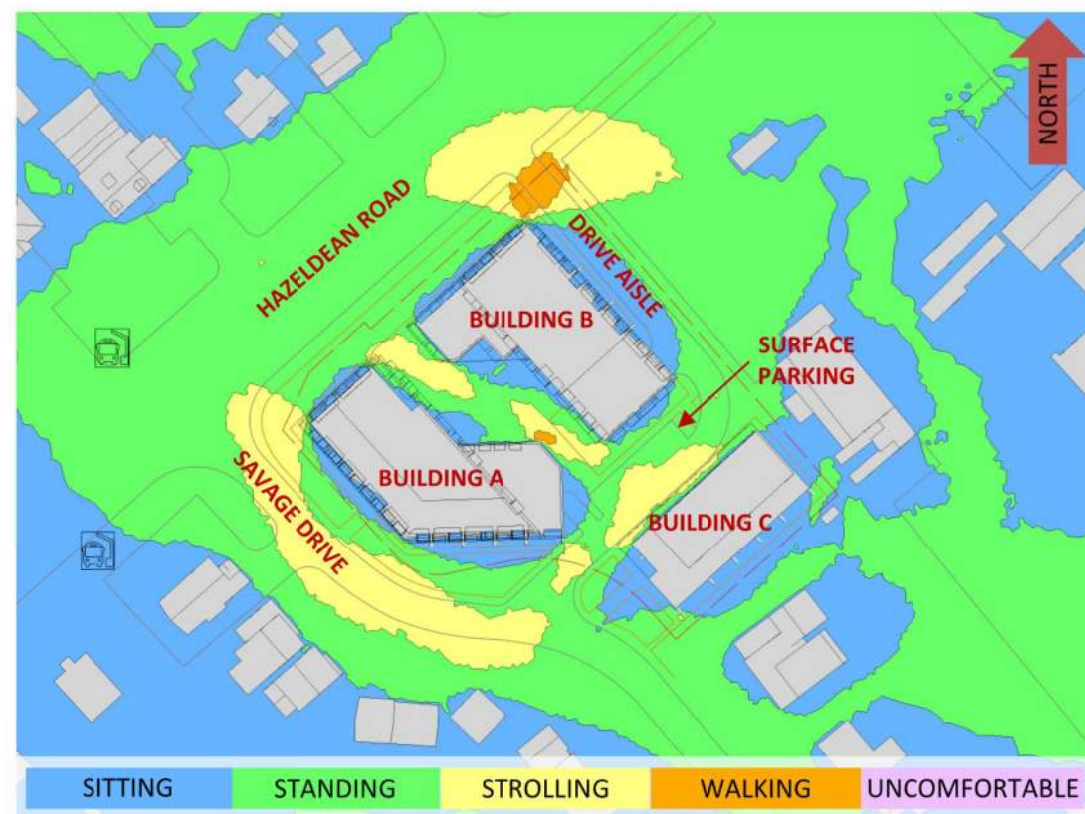 NORTH
HAZELDEAN ROAD
DRIVE AISLE
BUILDING B
SURFACE
PARKING
SAVAGE DRIVE
BUILDING A
BUILDING C
SITTING
STANDING
STROLLING
WALKING
UNCOMFORTABLE